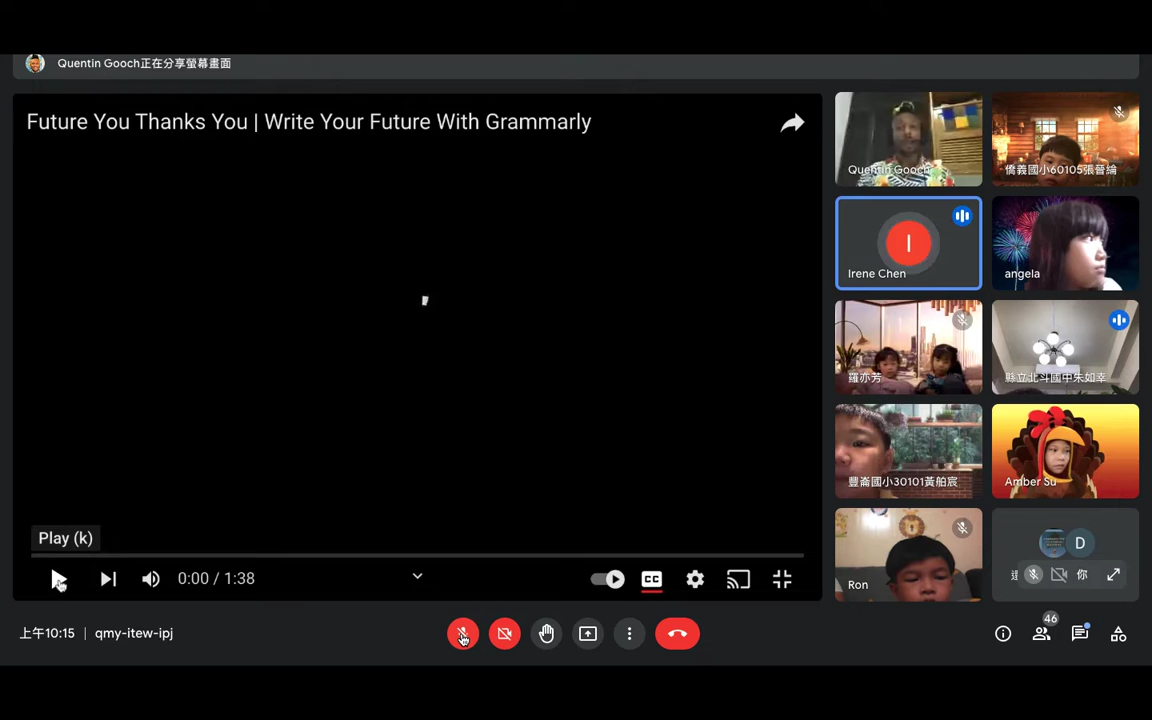 Quentin Gooch正在分享螢幕畫面
Future You Thanks You | Write Your Future With Grammarly
Quentin Gooch
僑義國小60105張晉綸
I
Irene Chen
angela
羅亦芳
縣立北斗國中朱如幸
豐崙國小30101黃舶宸
Amber Su
Ron
D
你
Play (k)
0:00 / 1:38
CC
上午10:15 | qmy-itew-ipj
46